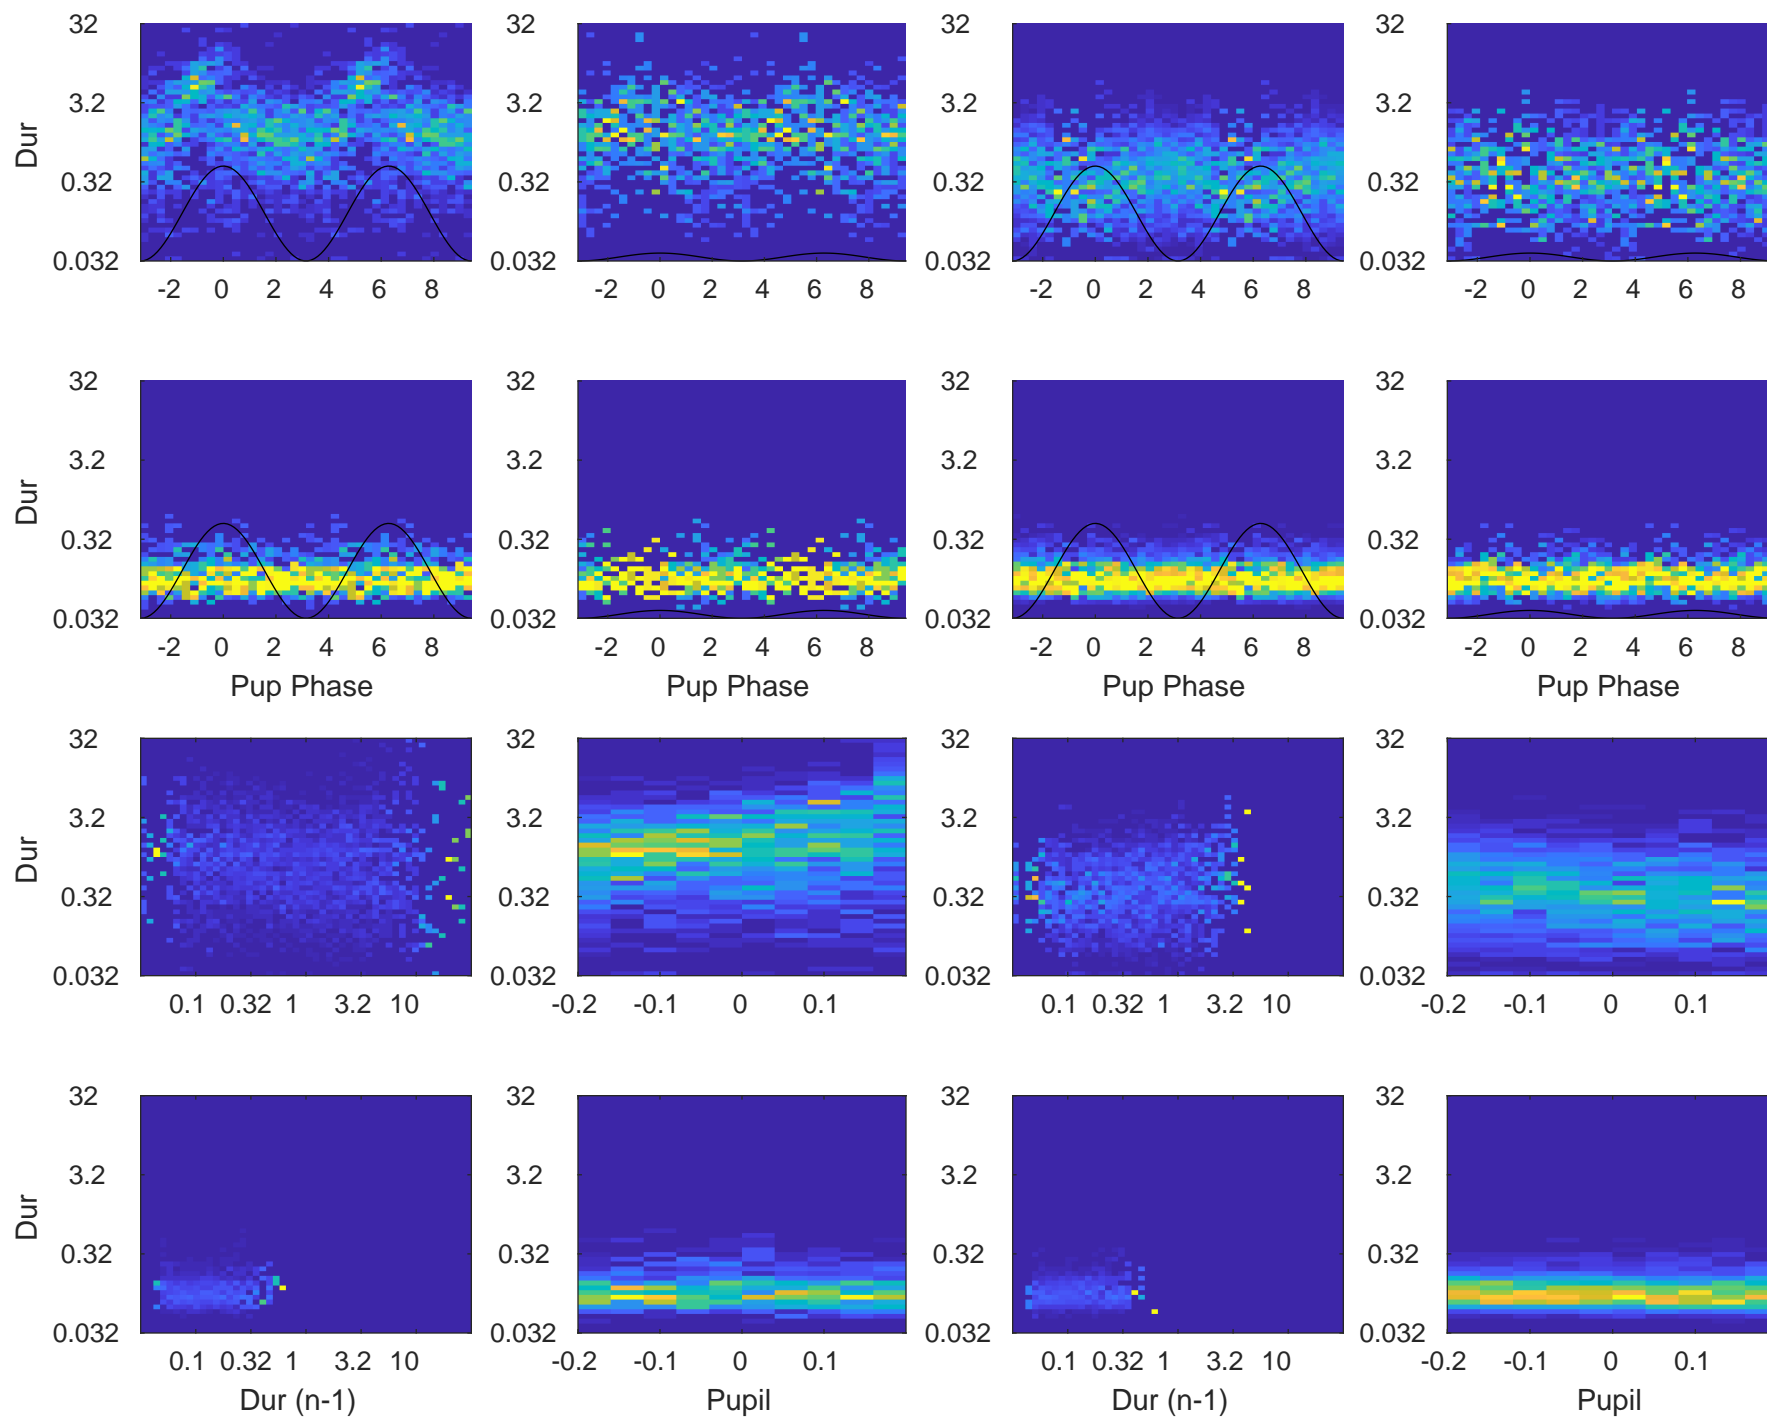 32 32 32 32
3.2 3.2 3.2 3.2
Dur
0.32 0.32 0.32 0.32
0.032 0.032 0.032 0.032
-2 0 2 4 6 8 -2 0 2 4 6 8 -2 0 2 4 6 8 -2 0 2 4 6 8
32 32 32 32
3.2 3.2 3.2 3.2
Dur
0.32 0.32 0.32 0.32
0.032 0.032 0.032 0.032
-2 0 2 4 6 8 -2 0 2 4 6 8 -2 0 2 4 6 8 -2 0 2 4 6 8
Pup Phase Pup Phase Pup Phase Pup Phase
32 32 32 32
3.2 3.2 3.2 3.2
Dur
0.32 0.32 0.32 0.32
0.032 0.032 0.032 0.032
0.1 0.32 1 3.2 10 -0.2 -0.1 0 0.1 0.1 0.32 1 3.2 10 -0.2 -0.1 0 0.1
32 32 32 32
3.2 3.2 3.2 3.2
Dur
0.32 0.32 0.32 0.32
0.032 0.032 0.032 0.032
0.1 0.32 1 3.2 10 -0.2 -0.1 0 0.1 0.1 0.32 1 3.2 10 -0.2 -0.1 0 0.1
Dur (n-1) Pupil Dur (n-1) Pupil